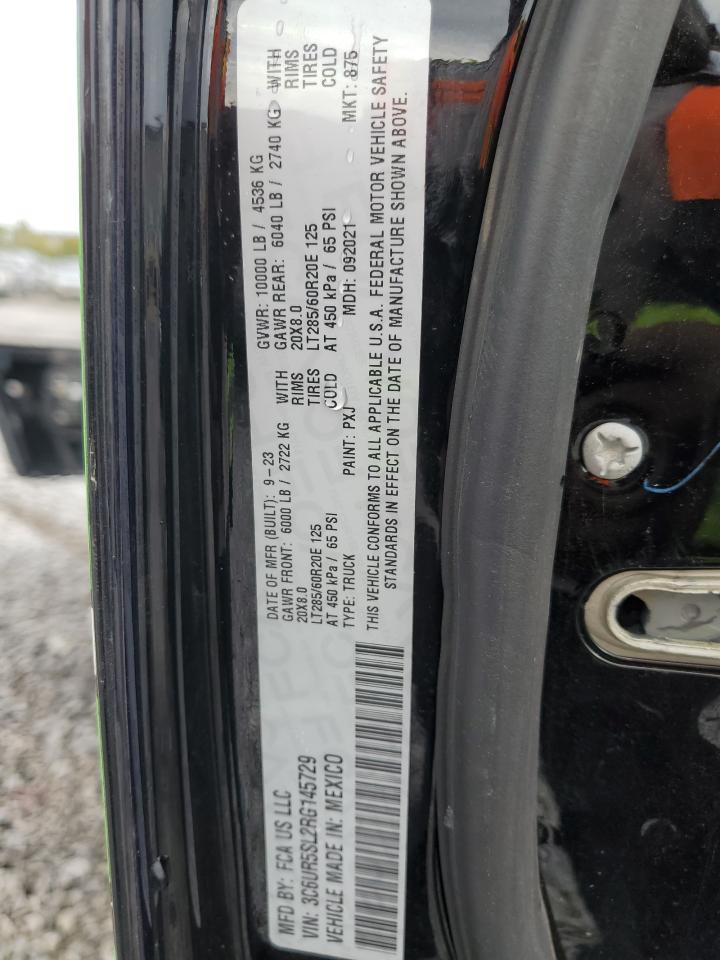 MFD BY: FCA US LLC
DATE OF MFR (BUILT): 9-23
GVWR: 10000 LB / 4536 KG
GAWR FRONT: 6000 LB / 2722 KG WITH
20X8.0 RIMS
LT285/60R20E 125 TIRES
AT 450 kPa / 65 PSI COLD
GAWR REAR: 6040 LB / 2740 KG WITH
20X8.0 RIMS
LT285/60R20E 125 TIRES
AT 450 kPa / 65 PSI COLD
VIN: 3C6UR5SL2RG145729
TYPE: TRUCK PAINT: PXJ MDH: 092021 MKT: 875
VEHICLE MADE IN: MEXICO
THIS VEHICLE CONFORMS TO ALL APPLICABLE U.S.A. FEDERAL MOTOR VEHICLE SAFETY
STANDARDS IN EFFECT ON THE DATE OF MANUFACTURE SHOWN ABOVE.